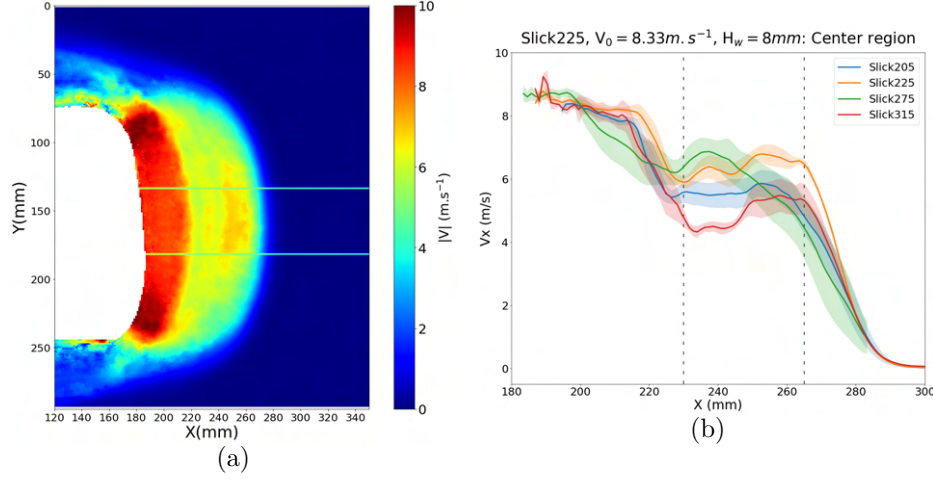 0
50
100
150
200
250
Y(mm)
120 140 160 180 200 220 240 260 280 300 320 340
X(mm)
10
8
6
4
2
0
|V| (m.s⁻¹)
(a)
Slick225, V₀ = 8.33m.s⁻¹, H_w = 8mm: Center region
Slick205
Slick225
Slick275
Slick315
10
8
6
4
2
0
Vx (m/s)
180 200 220 240 260 280 300
X (mm)
(b)